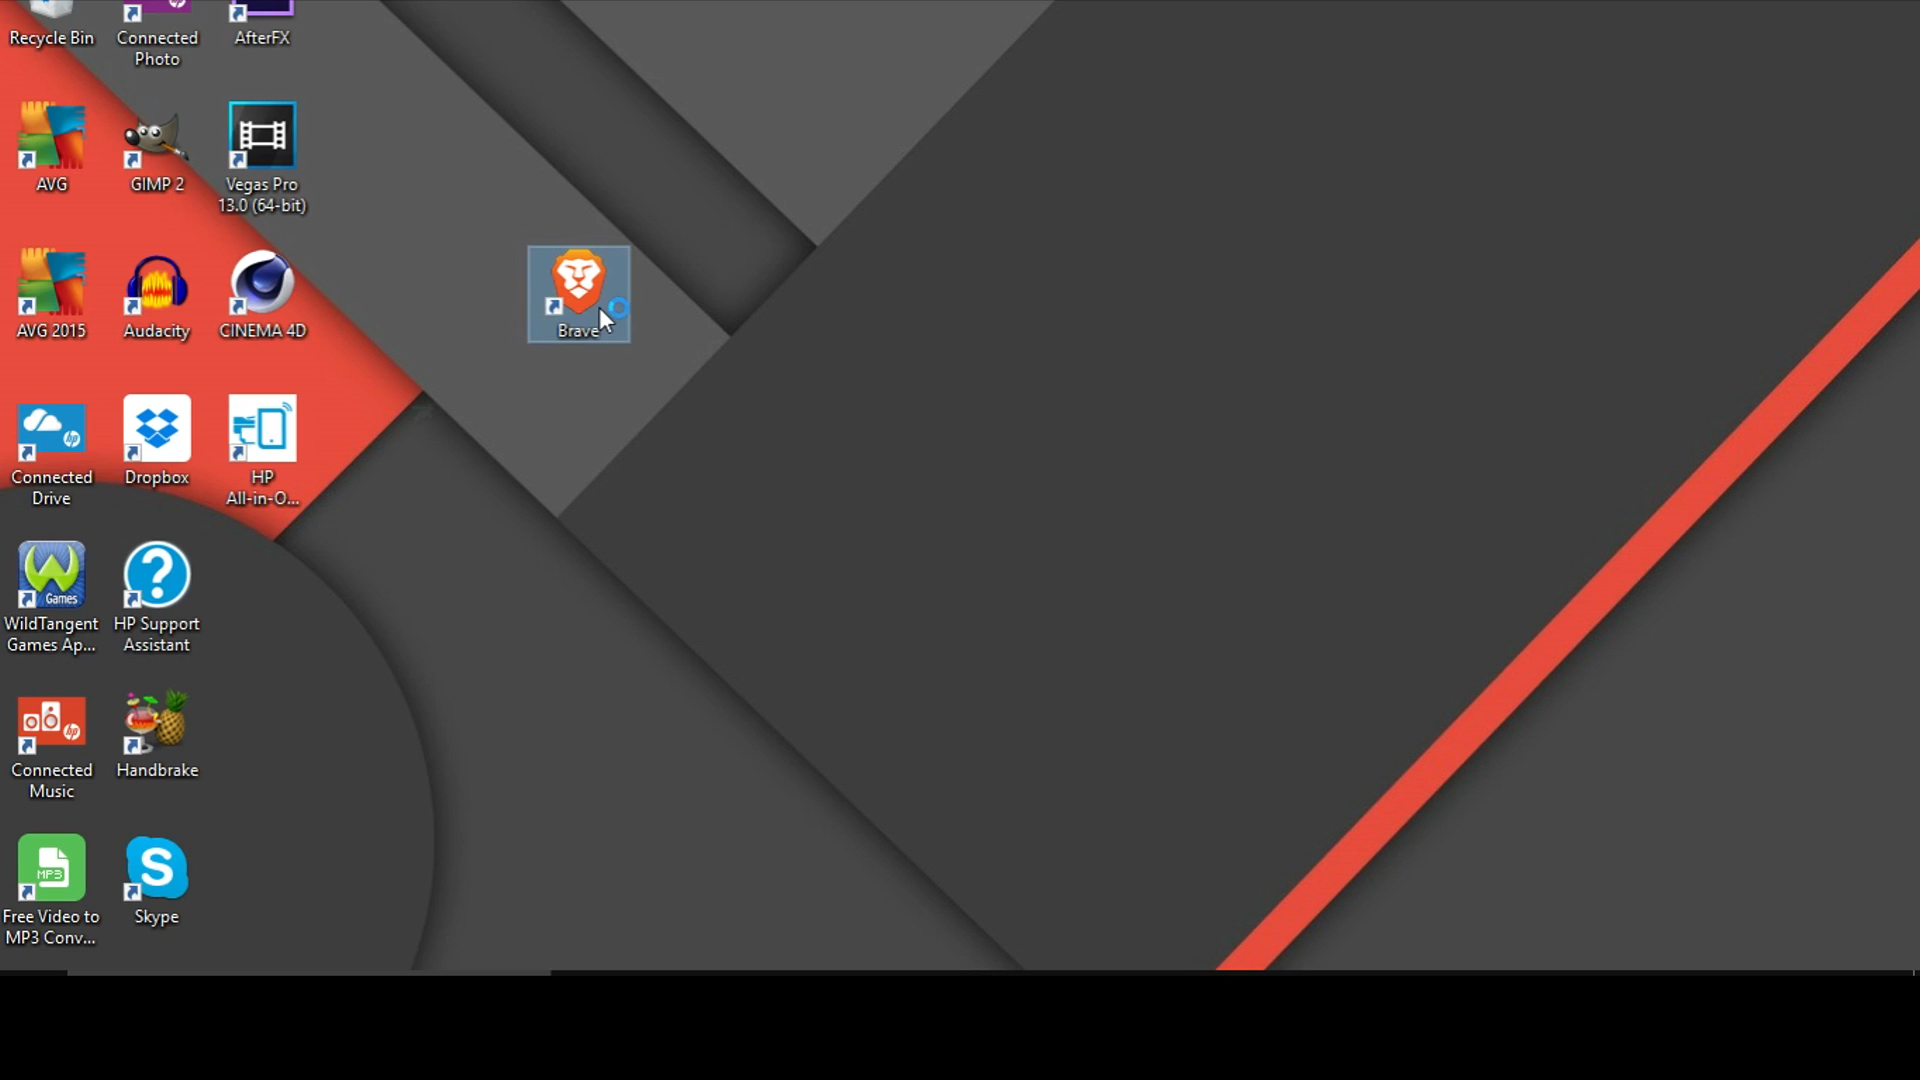 Recycle Bin
Connected
Photo
AfterFX
AVG
GIMP 2
Vegas Pro
13.0 (64-bit)
AVG 2015
Audacity
CINEMA 4D
Brave
Connected
Drive
Dropbox
HP
All-in-O...
Games
WildTangent
Games Ap...
HP Support
Assistant
Connected
Music
Handbrake
MP3
Free Video to
MP3 Conv...
Skype